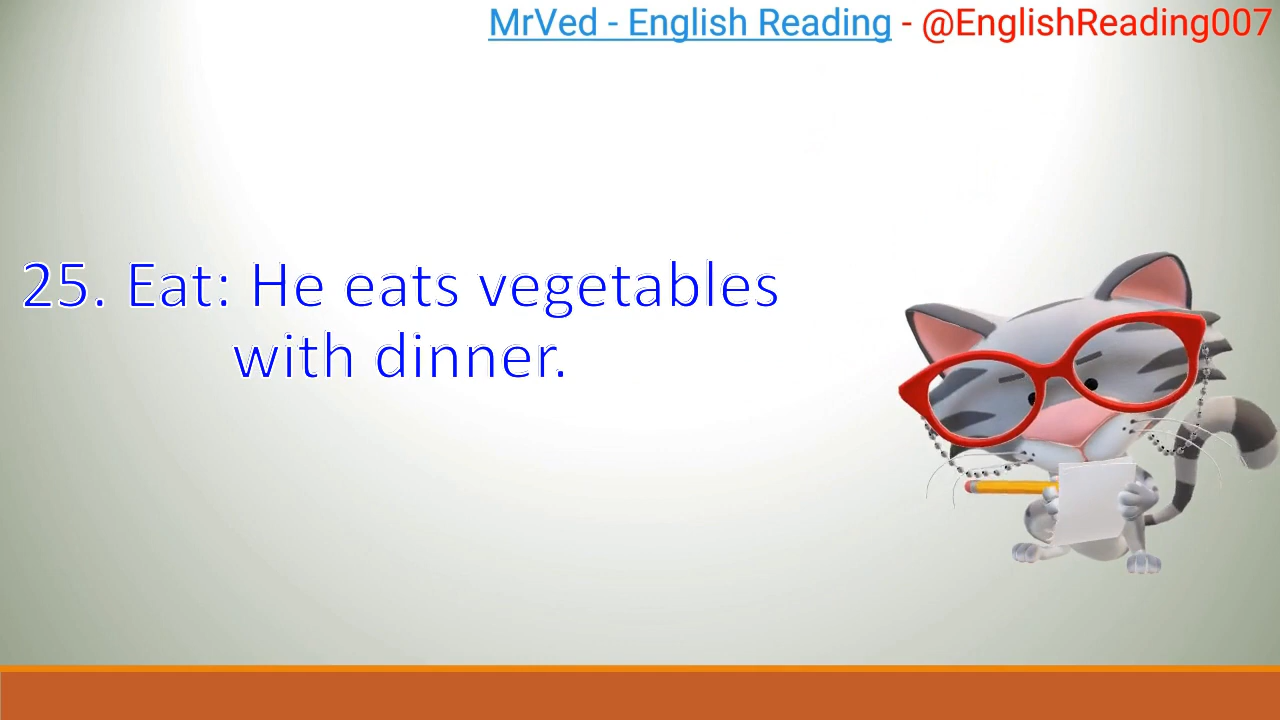 MrVed - English Reading - @EnglishReading007
25. Eat: He eats vegetables
with dinner.